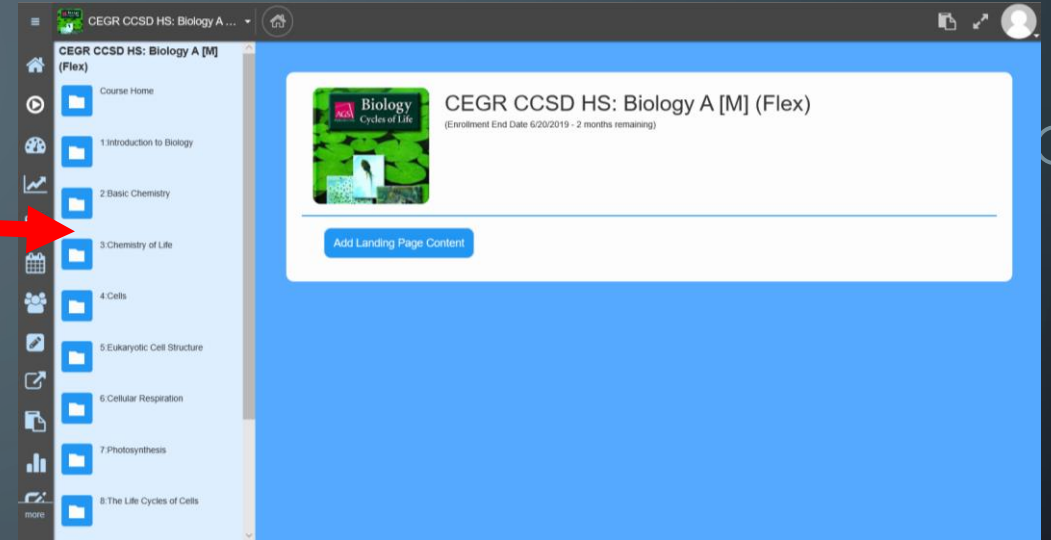 CEGR CCSD HS: Biology A ...
CEGR CCSD HS: Biology A [M]
(Flex)
Course Home
1:Introduction to Biology
2:Basic Chemistry
3:Chemistry of Life
4:Cells
5:Eukaryotic Cell Structure
6:Cellular Respiration
7:Photosynthesis
8:The Life Cycles of Cells
more
AGS
Biology
Cycles of Life
CEGR CCSD HS: Biology A [M] (Flex)
(Enrollment End Date 6/20/2019 - 2 months remaining)
Add Landing Page Content